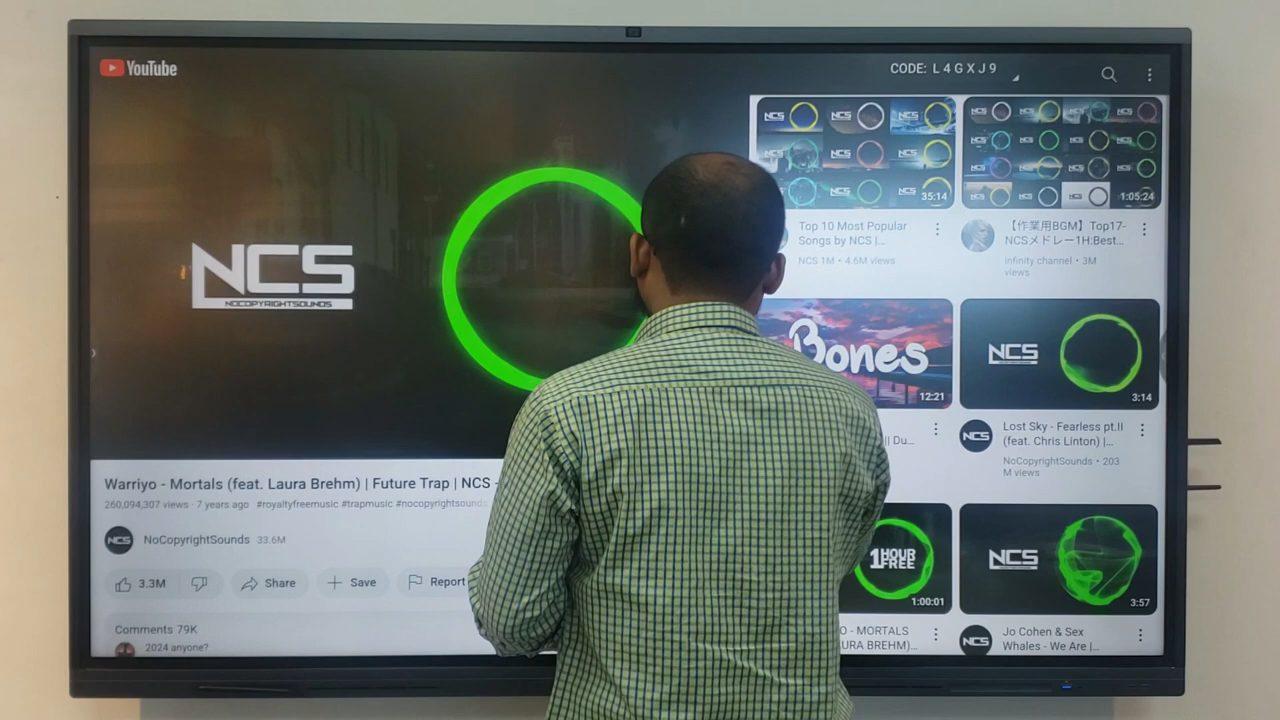 YouTube
CODE: L 4 G X J 9
NCS
NOCOPYRIGHTSOUNDS
Warriyo - Mortals (feat. Laura Brehm) | Future Trap | NCS -
260,094,307 views · 7 years ago #royaltyfreemusic #trapmusic #nocopyrightsounds
NCS
NoCopyrightSounds 33.6M
3.3M
Share
Save
Report
Comments 79K
2024 anyone?
35:14
Top 10 Most Popular
Songs by NCS |...
NCS 1M • 4.6M views
1:05:24
【作業用BGM】Top17-
NCSメドレー1H:Best...
infinity channel • 3M
views
Bones
12:21
|| Du...
NCS
3:14
NCS
Lost Sky - Fearless pt.II
(feat. Chris Linton) |...
NoCopyrightSounds • 203
M views
1 HOUR
FREE
1:00:01
O - MORTALS
URA BREHM)...
NCS
3:57
NCS
Jo Cohen & Sex
Whales - We Are |...